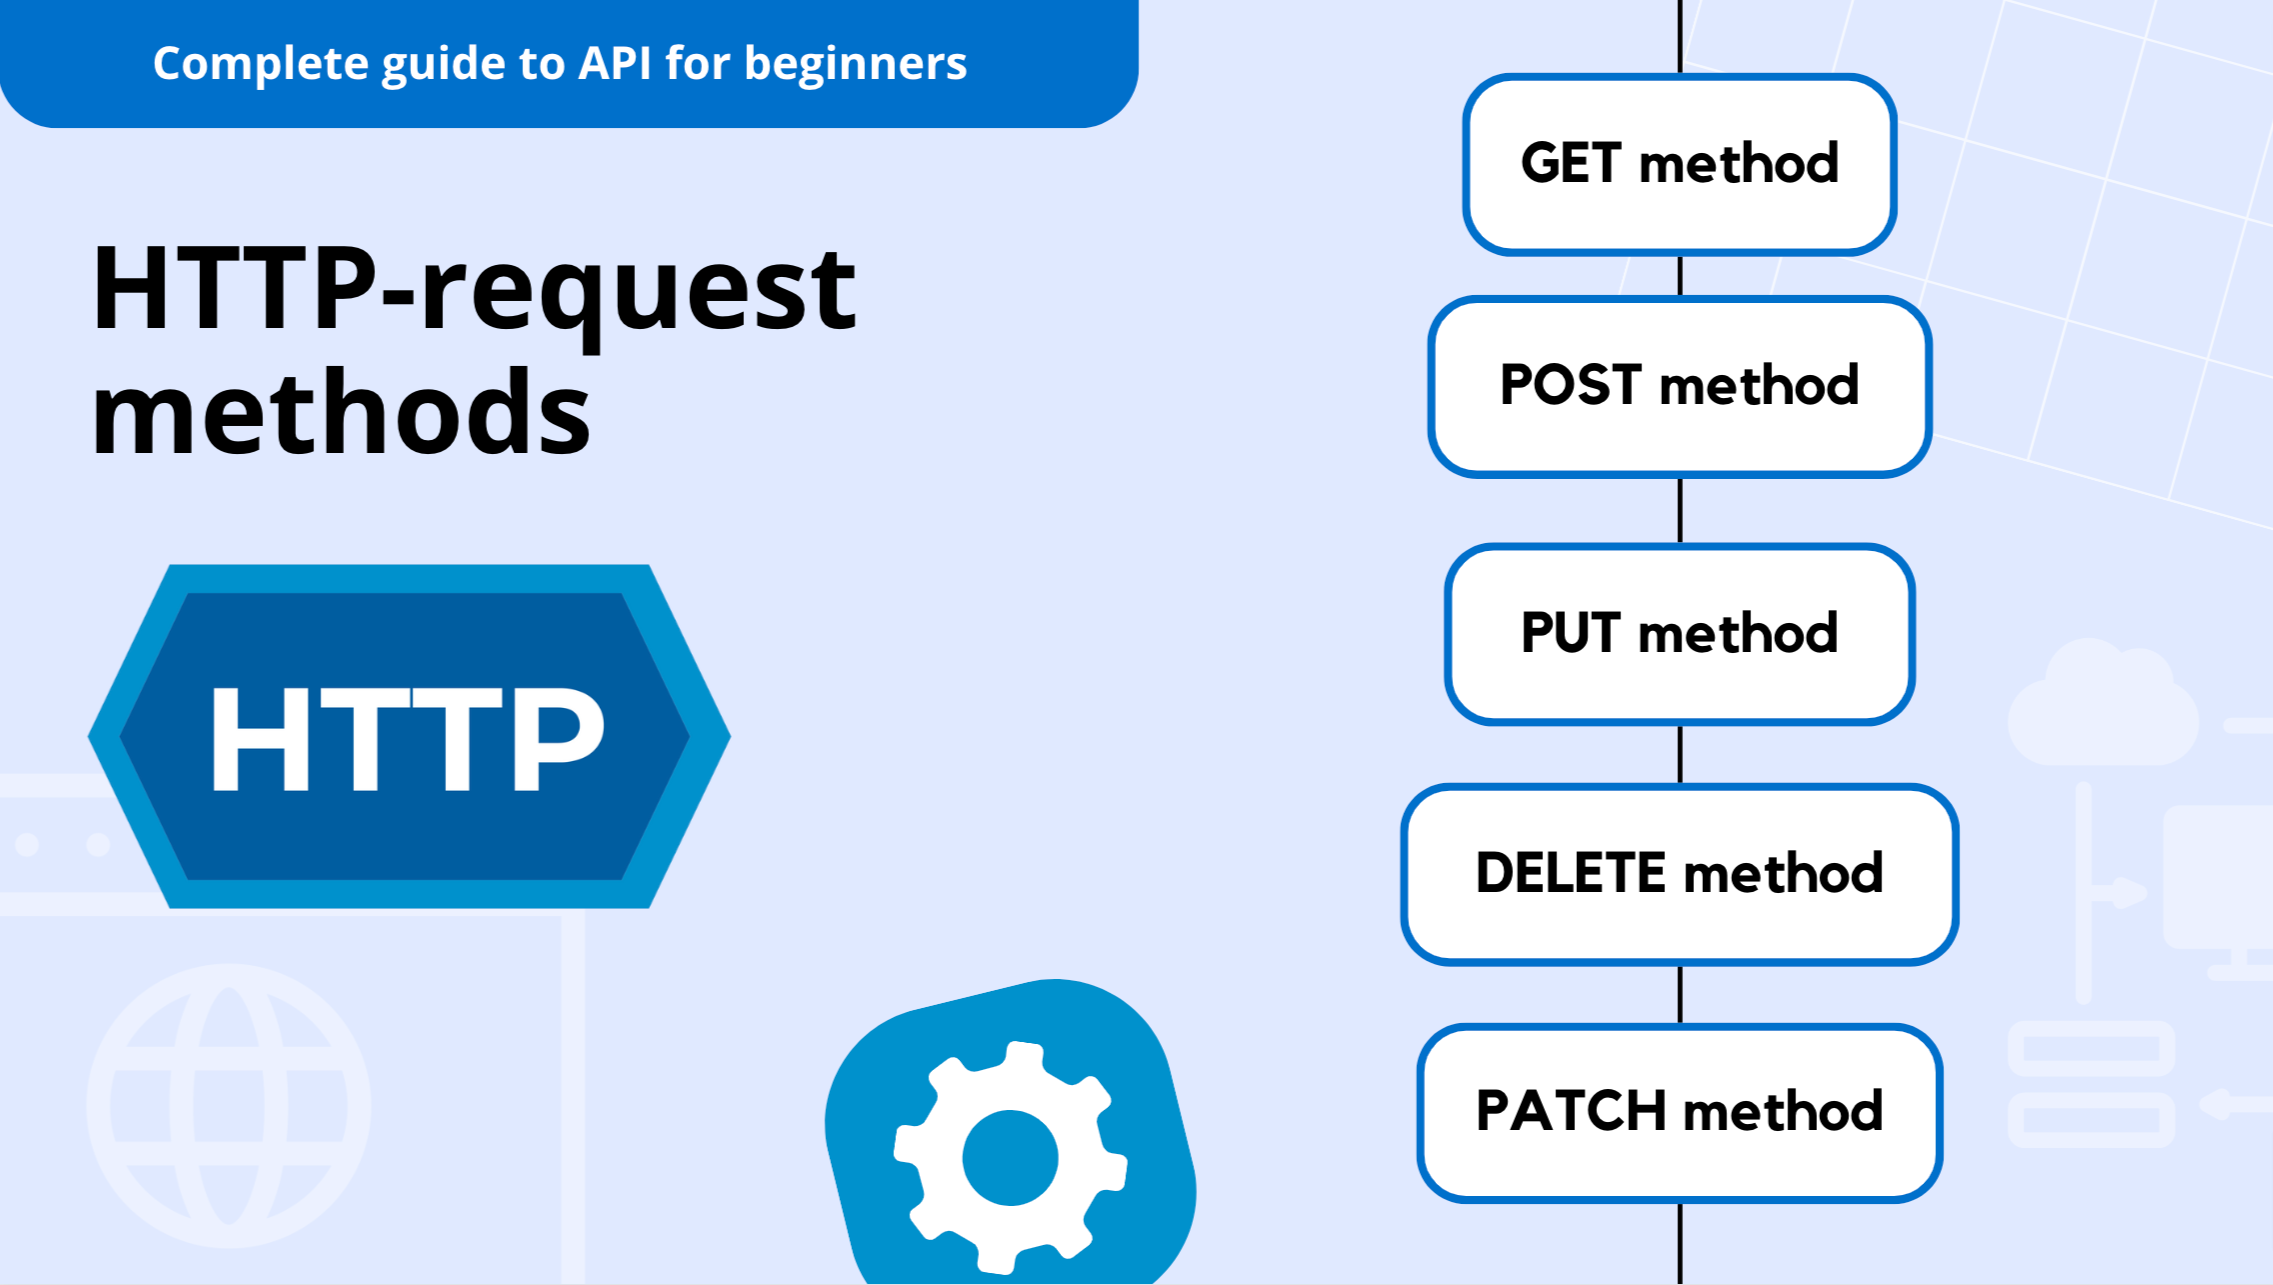 Complete guide to API for beginners
HTTP-request
methods
HTTP
GET method
POST method
PUT method
DELETE method
PATCH method